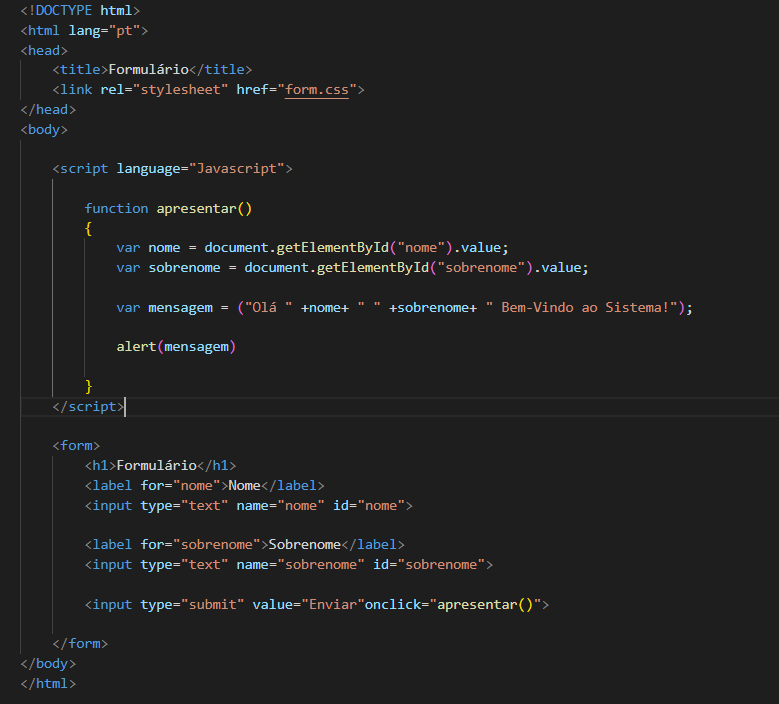 <!DOCTYPE html>
<html lang="pt">
<head>
    <title>Formulário</title>
    <link rel="stylesheet" href="form.css">
</head>
<body>

    <script language="Javascript">

        function apresentar()
        {
            var nome = document.getElementById("nome").value;
            var sobrenome = document.getElementById("sobrenome").value;

            var mensagem = ("Olá " +nome+ " " +sobrenome+ " Bem-Vindo ao Sistema!");

            alert(mensagem)

        }
    </script>

    <form>
        <h1>Formulário</h1>
        <label for="nome">Nome</label>
        <input type="text" name="nome" id="nome">

        <label for="sobrenome">Sobrenome</label>
        <input type="text" name="sobrenome" id="sobrenome">

        <input type="submit" value="Enviar"onclick="apresentar()">

    </form>
</body>
</html>